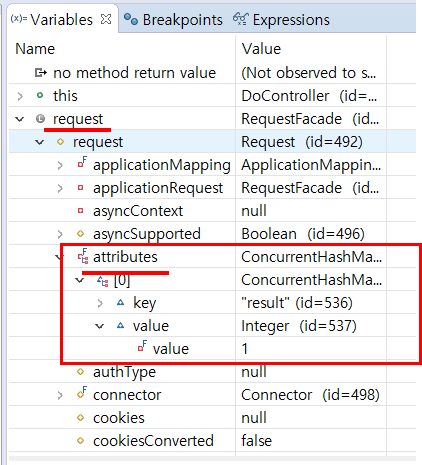 (x)= Variables Breakpoints Expressions
Name Value
no method return value (Not observed to s...
this DoController (id=...
request RequestFacade (id...
request Request (id=492)
applicationMapping ApplicationMappin...
applicationRequest RequestFacade (id...
asyncContext null
asyncSupported Boolean (id=496)
attributes ConcurrentHashMa...
[0] ConcurrentHashMa...
key "result" (id=536)
value Integer (id=537)
value 1
authType null
connector Connector (id=498)
cookies null
cookiesConverted false